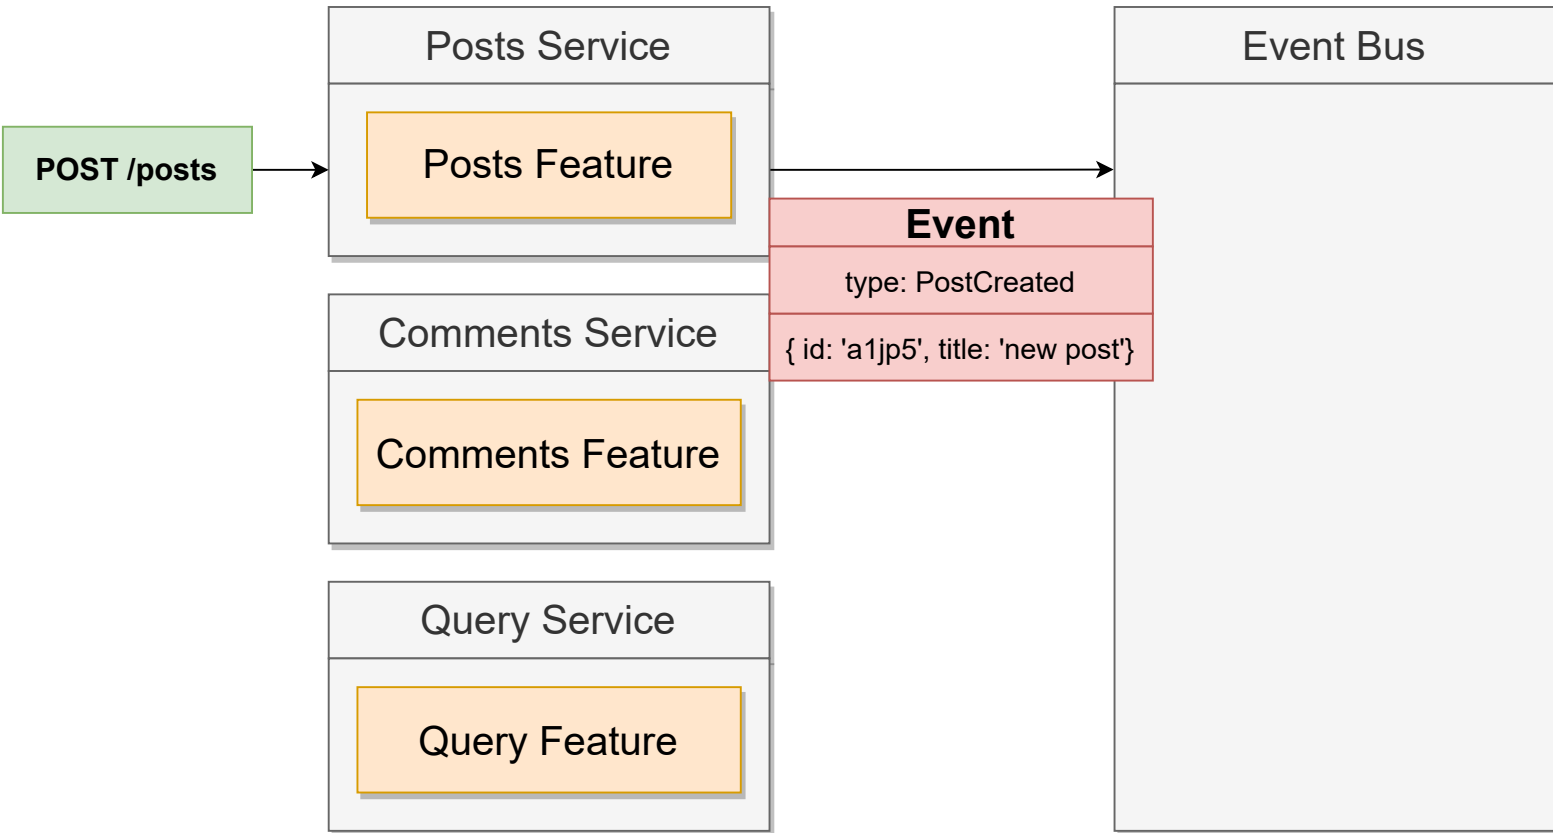 Posts Service
Event Bus
POST /posts
Posts Feature
Event
type: PostCreated
{ id: 'a1jp5', title: 'new post'}
Comments Service
Comments Feature
Query Service
Query Feature